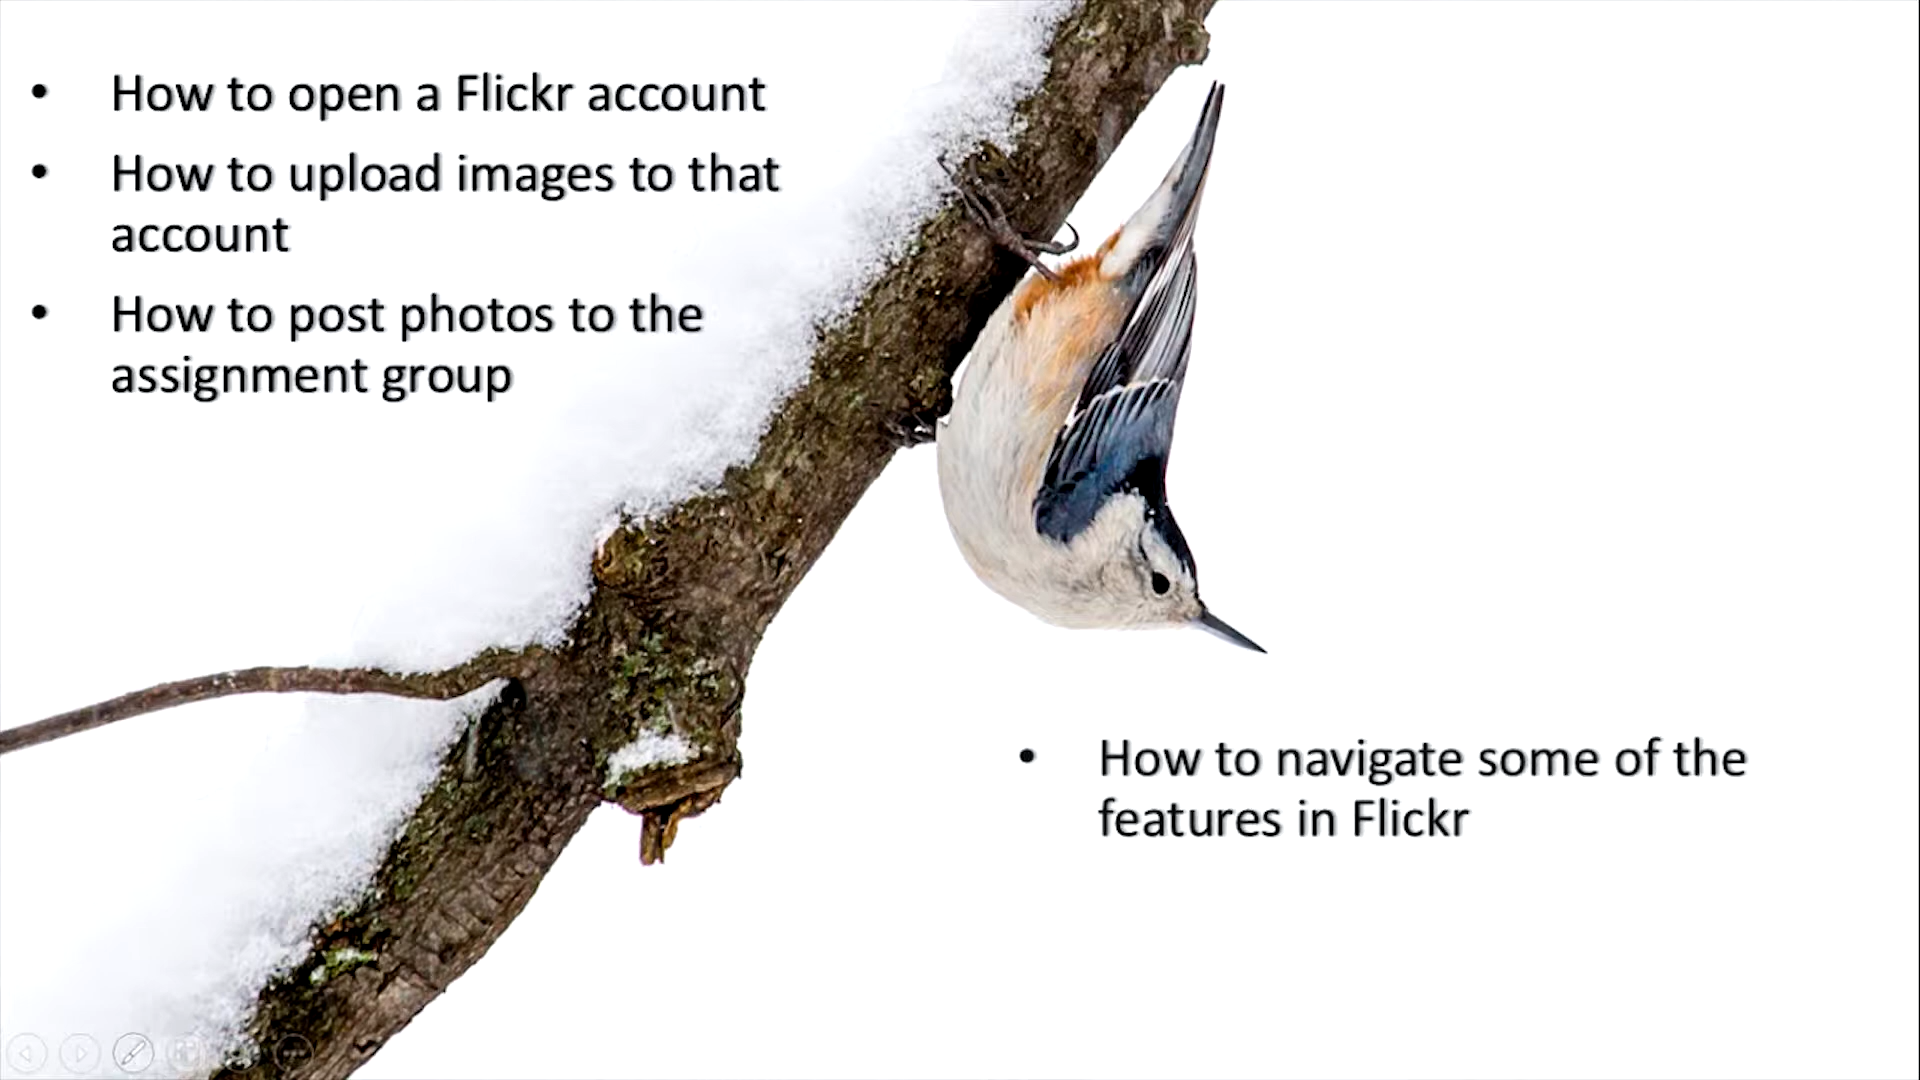 • How to open a Flickr account
• How to upload images to that
account
• How to post photos to the
assignment group
• How to navigate some of the
features in Flickr